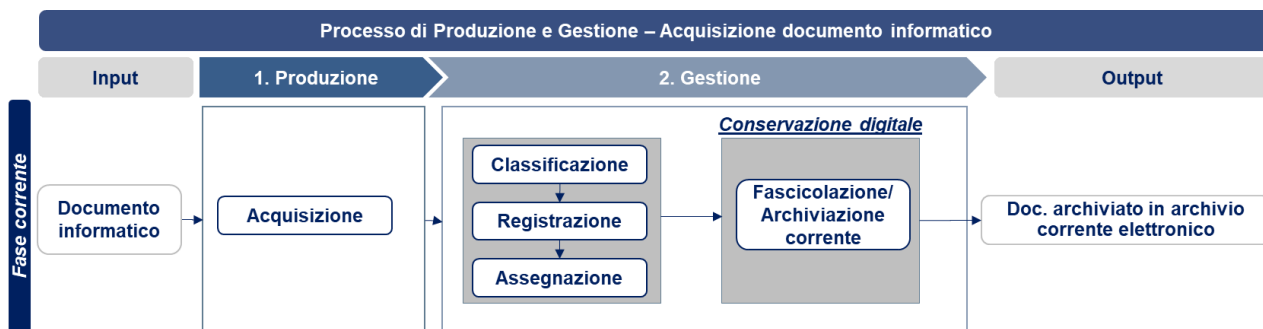 Processo di Produzione e Gestione – Acquisizione documento informatico
Input
1. Produzione
2. Gestione
Output
Fase corrente
Documento
informatico
Acquisizione
Classificazione
Registrazione
Assegnazione
Conservazione digitale
Fascicolazione/
Archiviazione
corrente
Doc. archiviato in archivio
corrente elettronico